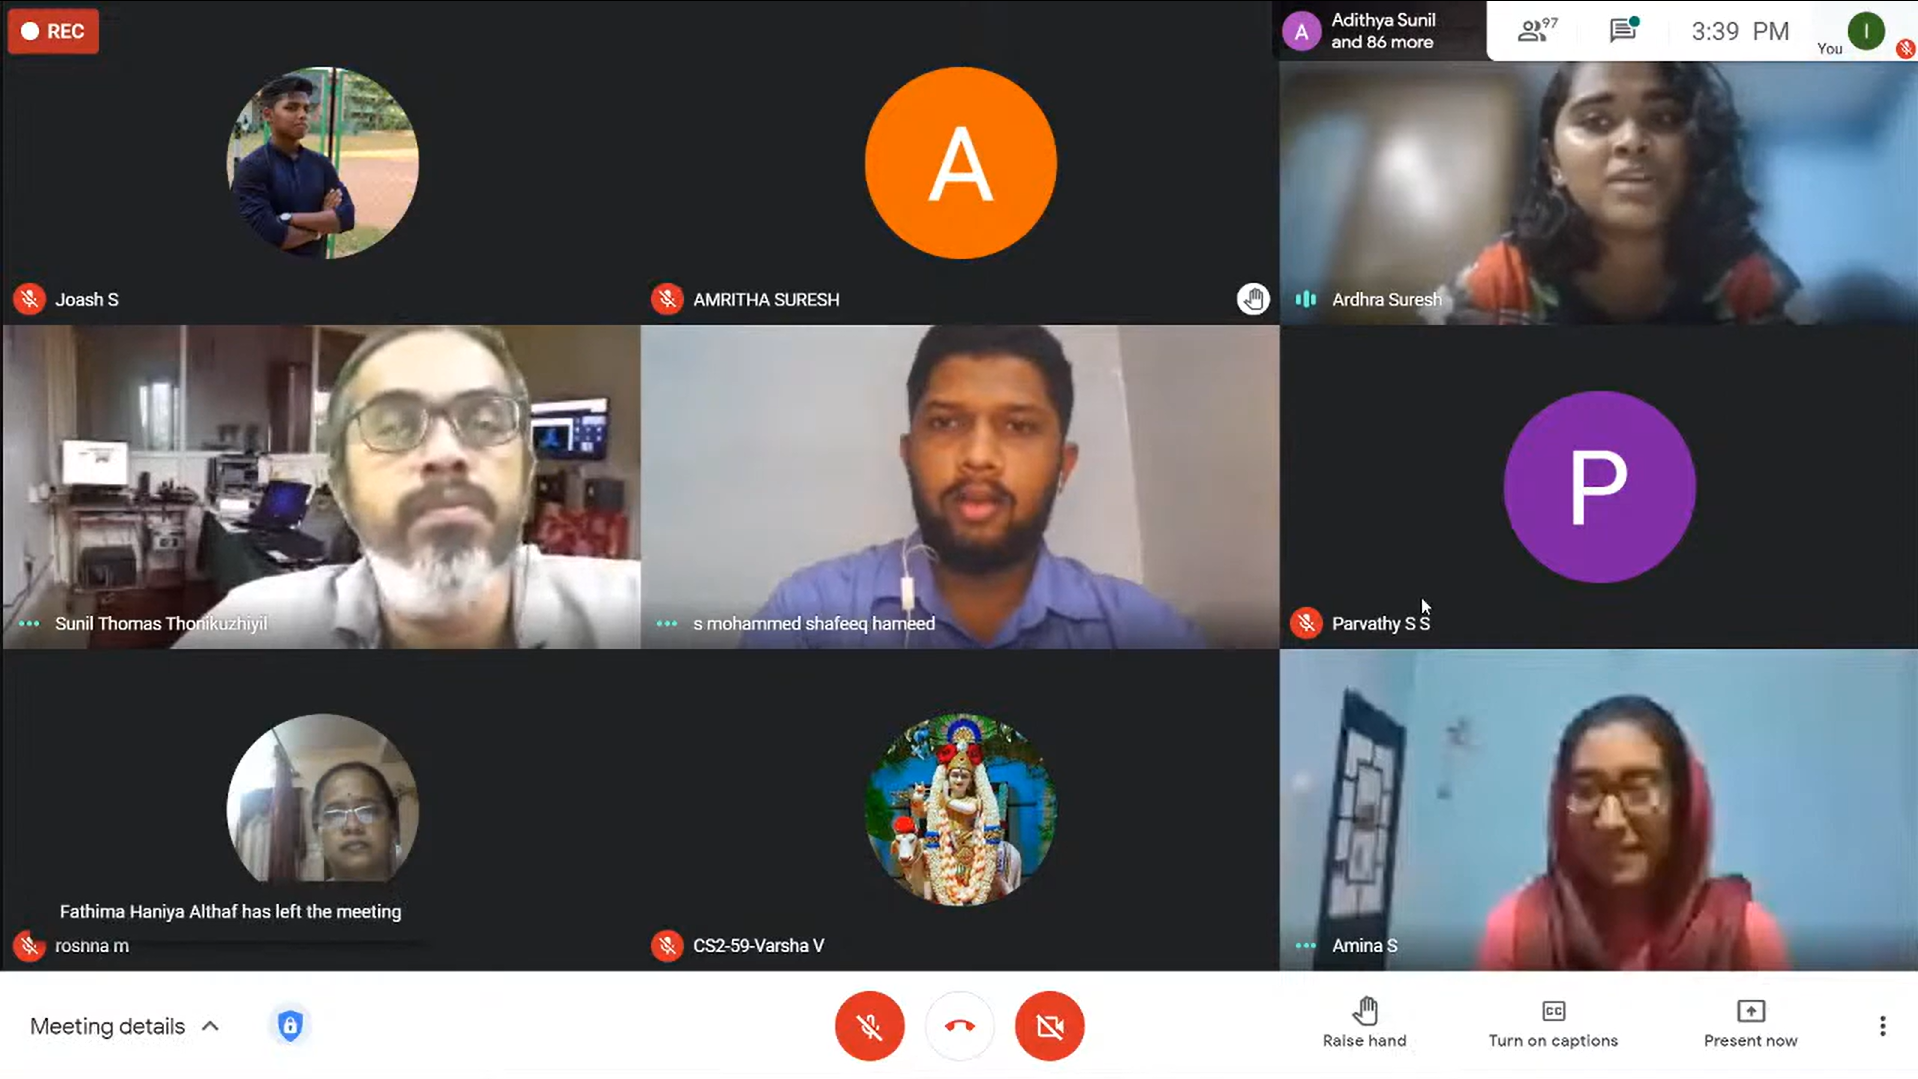 REC
Adithya Sunil
and 86 more
A
97
3:39 PM
You
I
A
Joash S
AMRITHA SURESH
Ardhra Suresh
P
Sunil Thomas Thonikuzhiyil
s mohammed shafeeq hameed
Parvathy S S
Fathima Haniya Althaf has left the meeting
roshna m
CS2-59-Varsha V
Amina S
Meeting details
CC
Raise hand
Turn on captions
Present now